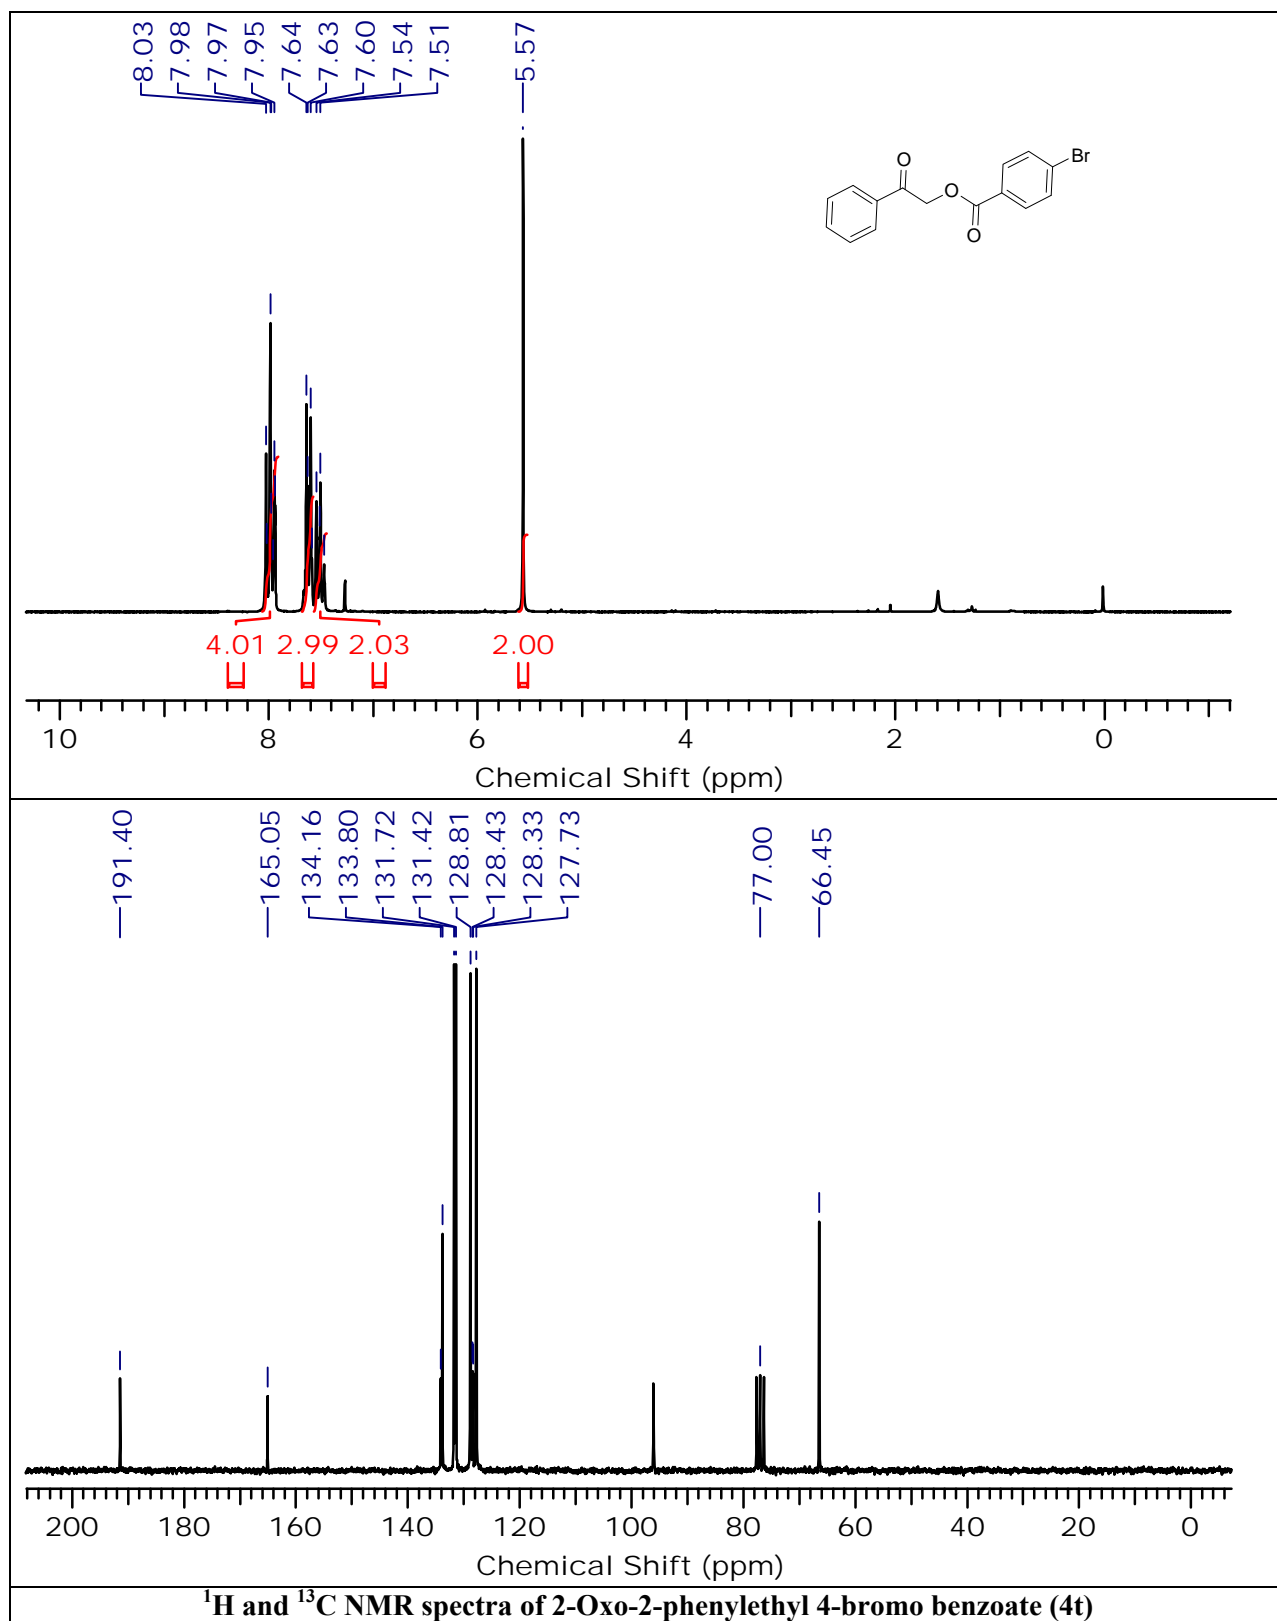 8.03 7.98 7.97 7.95 7.64 7.63 7.60 7.54 7.51 5.57
O
O
O
Br
4.01 2.99 2.03 2.00
10 8 6 4 2 0
Chemical Shift (ppm)
191.40 165.05 134.16 133.80 131.72 131.42 128.81 128.43 128.33 127.73 77.00 66.45
200 180 160 140 120 100 80 60 40 20 0
Chemical Shift (ppm)
¹H and ¹³C NMR spectra of 2-Oxo-2-phenylethyl 4-bromo benzoate (4t)